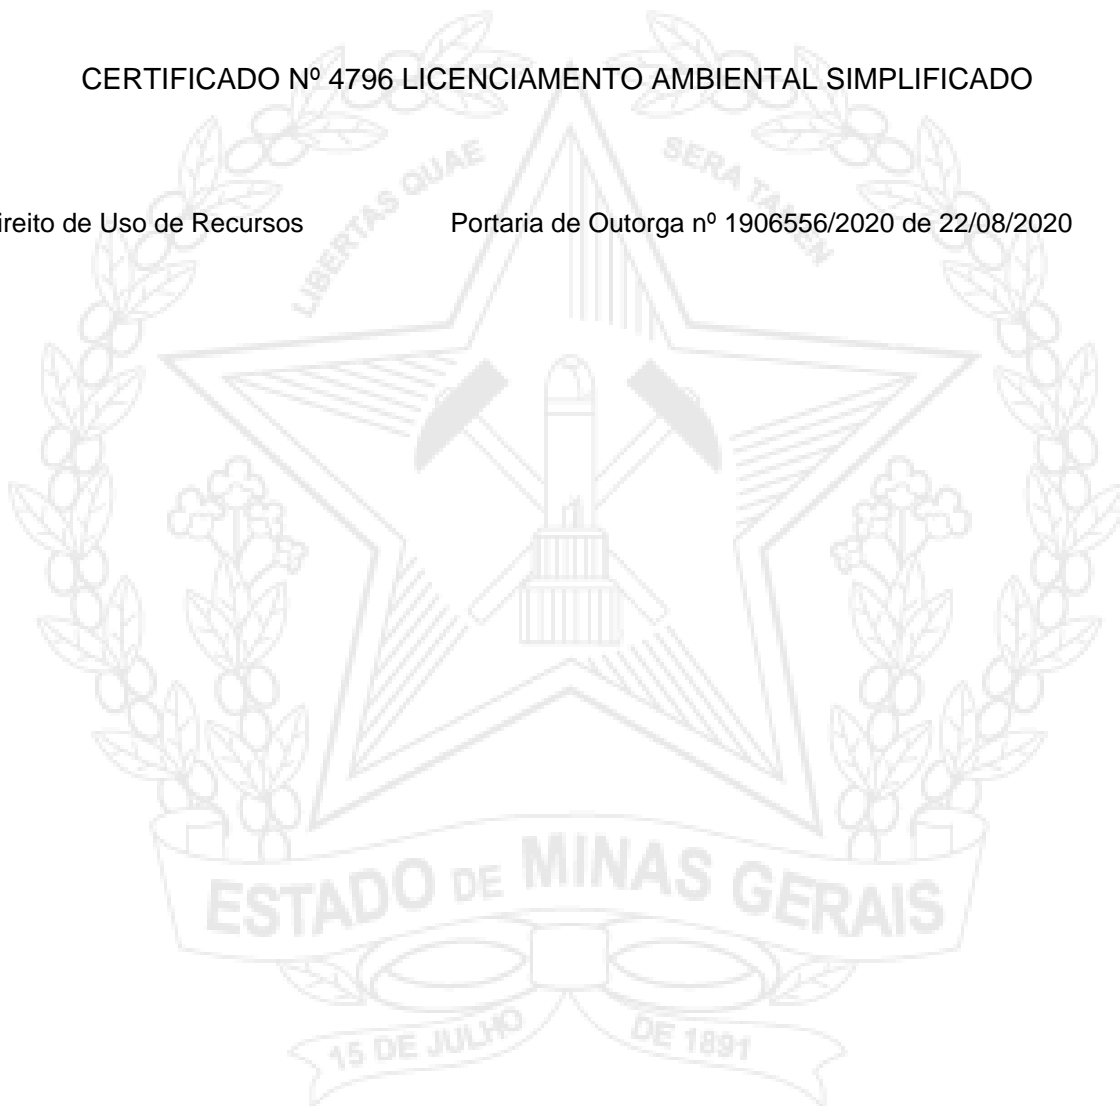 CERTIFICADO Nº 4796 LICENCIAMENTO AMBIENTAL SIMPLIFICADO
ireito de Uso de Recursos Portaria de Outorga nº 1906556/2020 de 22/08/2020
LIBERTAS QUAE SERA TAMEN
ESTADO DE MINAS GERAIS
15 DE JULHO DE 1891